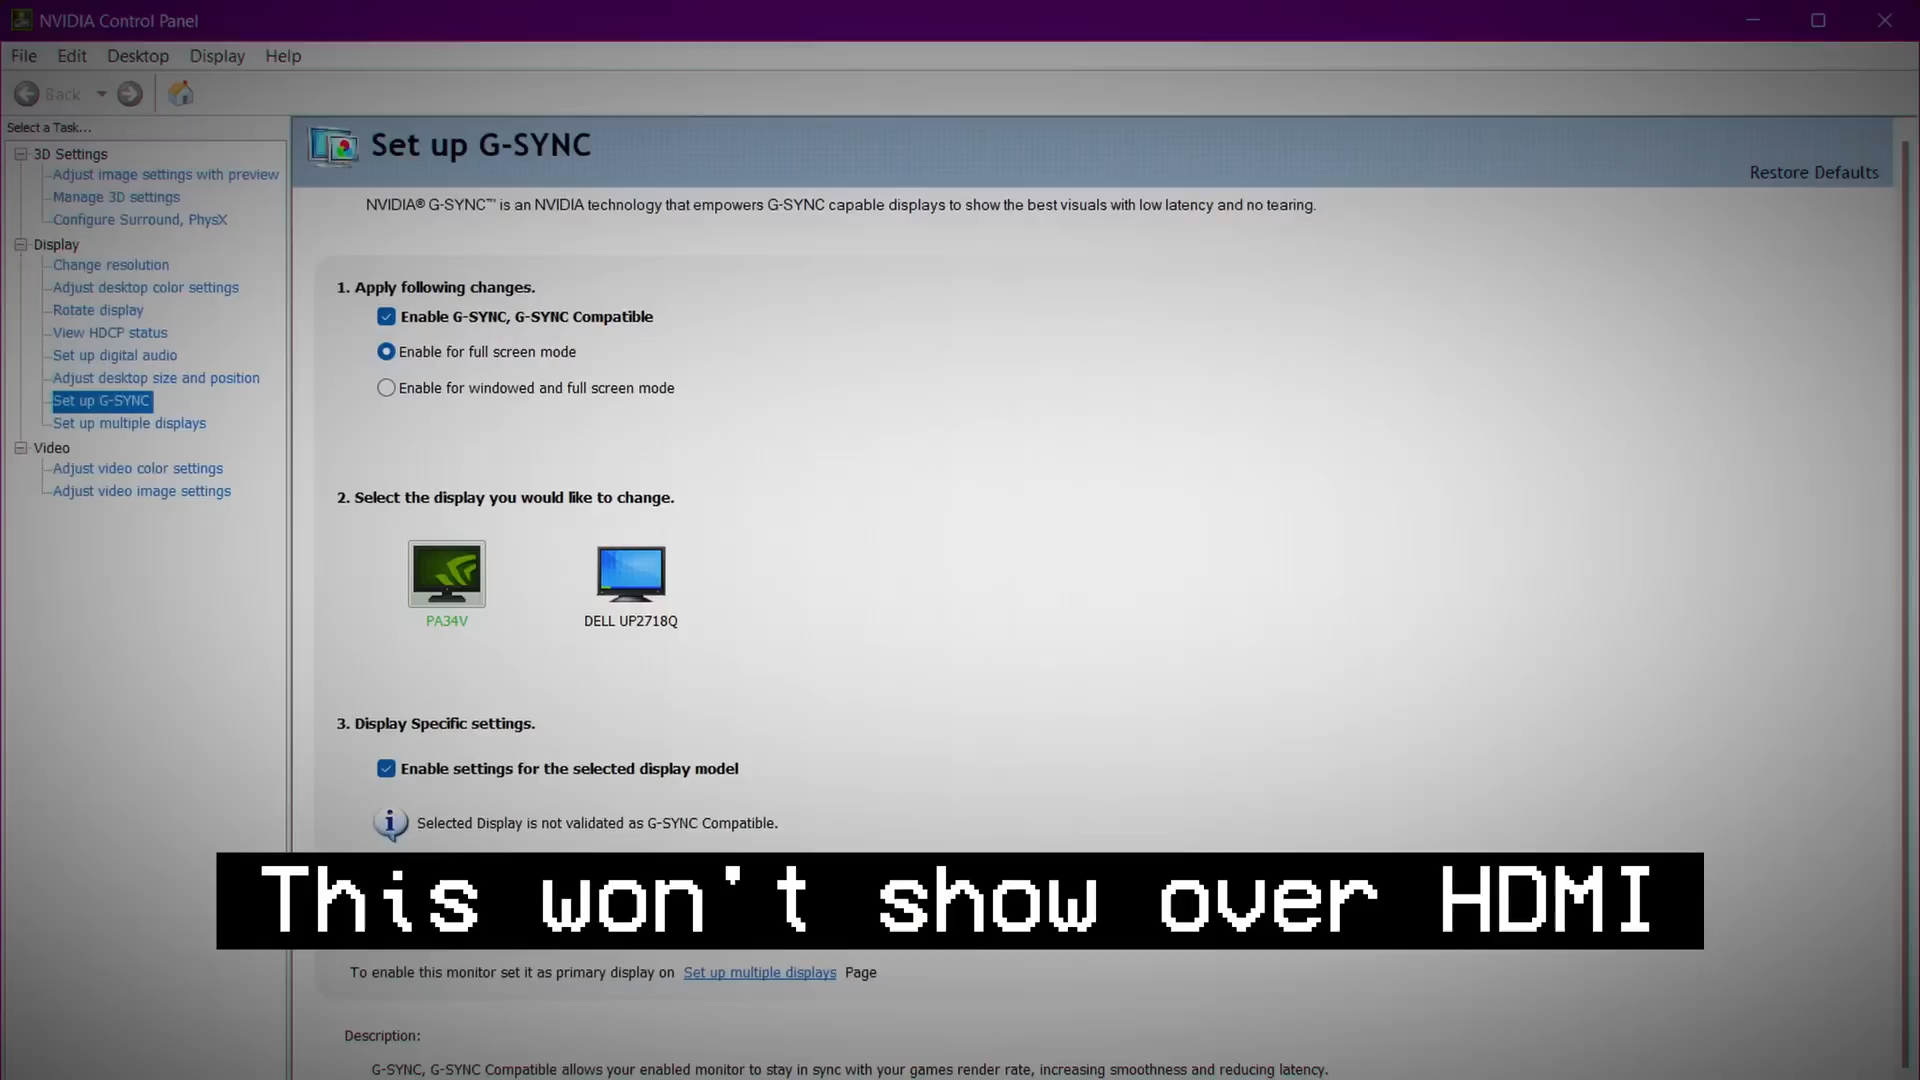 NVIDIA Control Panel
File Edit Desktop Display Help
Back
Select a Task...
3D Settings
Adjust image settings with preview
Manage 3D settings
Configure Surround, PhysX
Display
Change resolution
Adjust desktop color settings
Rotate display
View HDCP status
Set up digital audio
Adjust desktop size and position
Set up G-SYNC
Set up multiple displays
Video
Adjust video color settings
Adjust video image settings
Set up G-SYNC
Restore Defaults
NVIDIA® G-SYNC™ is an NVIDIA technology that empowers G-SYNC capable displays to show the best visuals with low latency and no tearing.
1. Apply following changes.
Enable G-SYNC, G-SYNC Compatible
Enable for full screen mode
Enable for windowed and full screen mode
2. Select the display you would like to change.
PA34V DELL UP2718Q
3. Display Specific settings.
Enable settings for the selected display model
Selected Display is not validated as G-SYNC Compatible.
This won't show over HDMI
To enable this monitor set it as primary display on Set up multiple displays Page
Description:
G-SYNC, G-SYNC Compatible allows your enabled monitor to stay in sync with your games render rate, increasing smoothness and reducing latency.